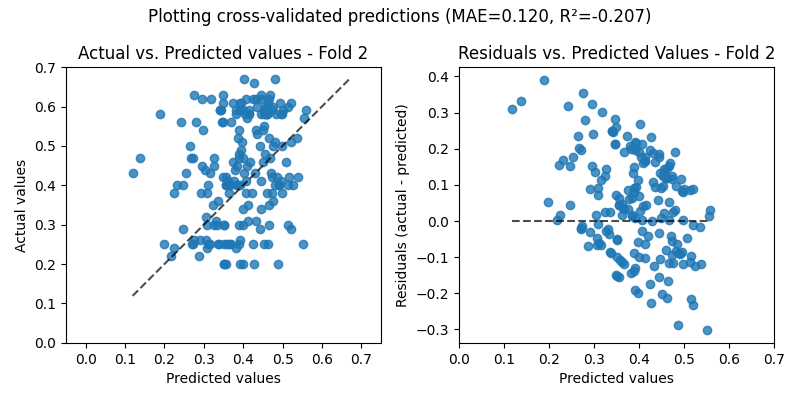 Plotting cross-validated predictions (MAE=0.120, R²=-0.207)
Actual vs. Predicted values - Fold 2
Residuals vs. Predicted Values - Fold 2
Actual values
0.7
0.6
0.5
0.4
0.3
0.2
0.1
0.0
0.0 0.1 0.2 0.3 0.4 0.5 0.6 0.7
Predicted values
Residuals (actual - predicted)
0.4
0.3
0.2
0.1
0.0
−0.1
−0.2
−0.3
0.0 0.1 0.2 0.3 0.4 0.5 0.6 0.7
Predicted values